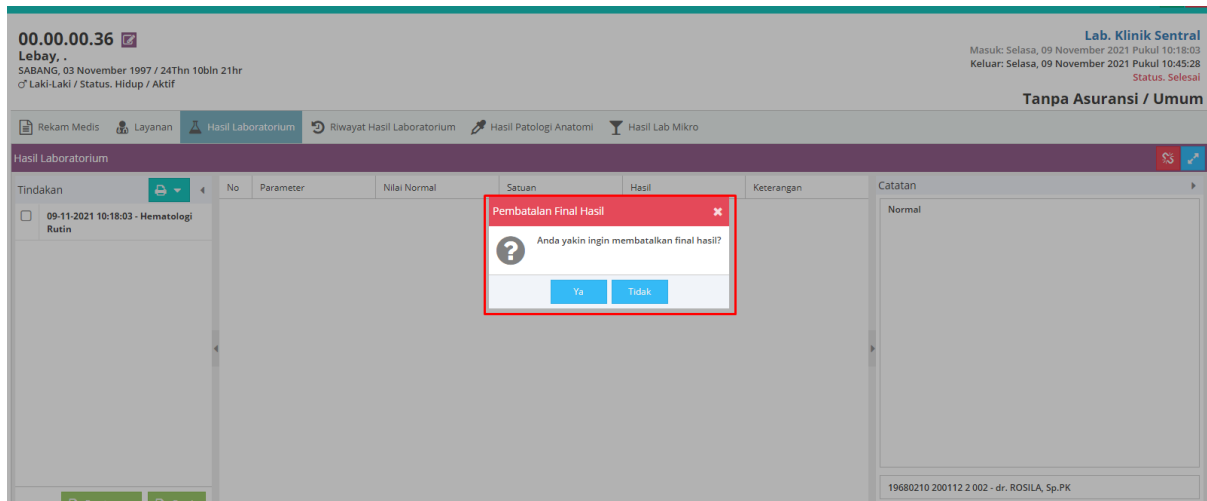 00.00.00.36
Lebay, .
SABANG, 03 November 1997 / 24Thn 10bln 21hr
♂ Laki-Laki / Status. Hidup / Aktif
Lab. Klinik Sentral
Masuk: Selasa, 09 November 2021 Pukul 10:18:03
Keluar: Selasa, 09 November 2021 Pukul 10:45:28
Status. Selesai
Tanpa Asuransi / Umum
Rekam Medis Layanan Hasil Laboratorium Riwayat Hasil Laboratorium Hasil Patologi Anatomi Hasil Lab Mikro
Hasil Laboratorium
Tindakan
09-11-2021 10:18:03 - Hematologi
Rutin
No Parameter Nilai Normal Satuan Hasil Keterangan
Pembatalan Final Hasil
Anda yakin ingin membatalkan final hasil?
Ya Tidak
Catatan
Normal
19680210 200112 2 002 - dr. ROSILA, Sp.PK